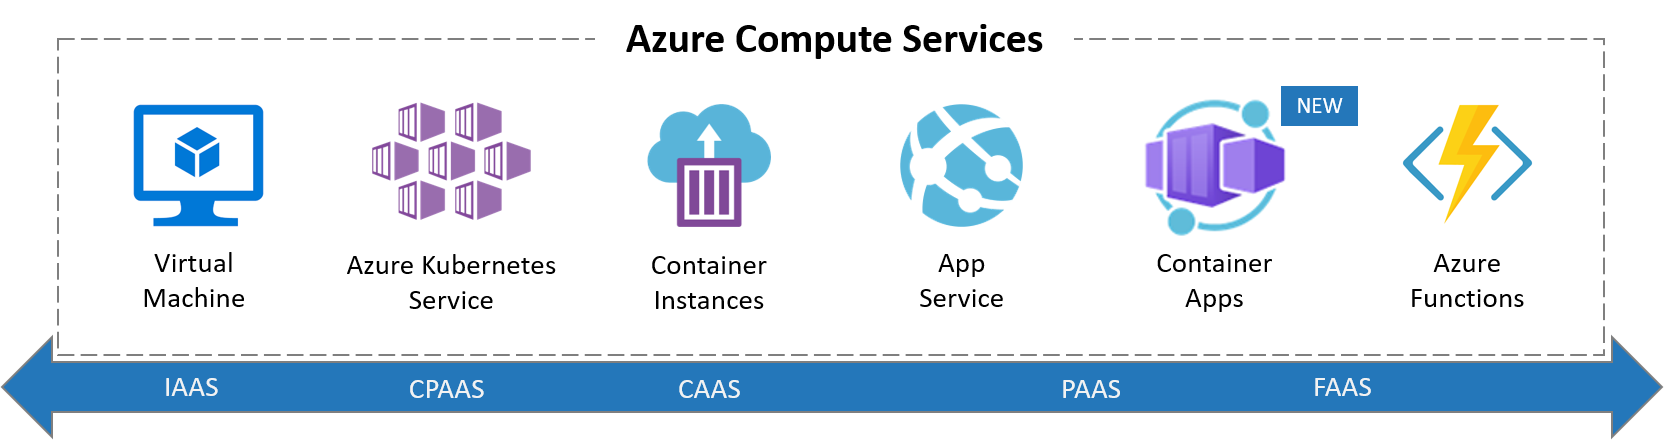 Azure Compute Services
NEW
Virtual
Machine
Azure Kubernetes
Service
Container
Instances
App
Service
Container
Apps
Azure
Functions
IAAS
CPAAS
CAAS
PAAS
FAAS